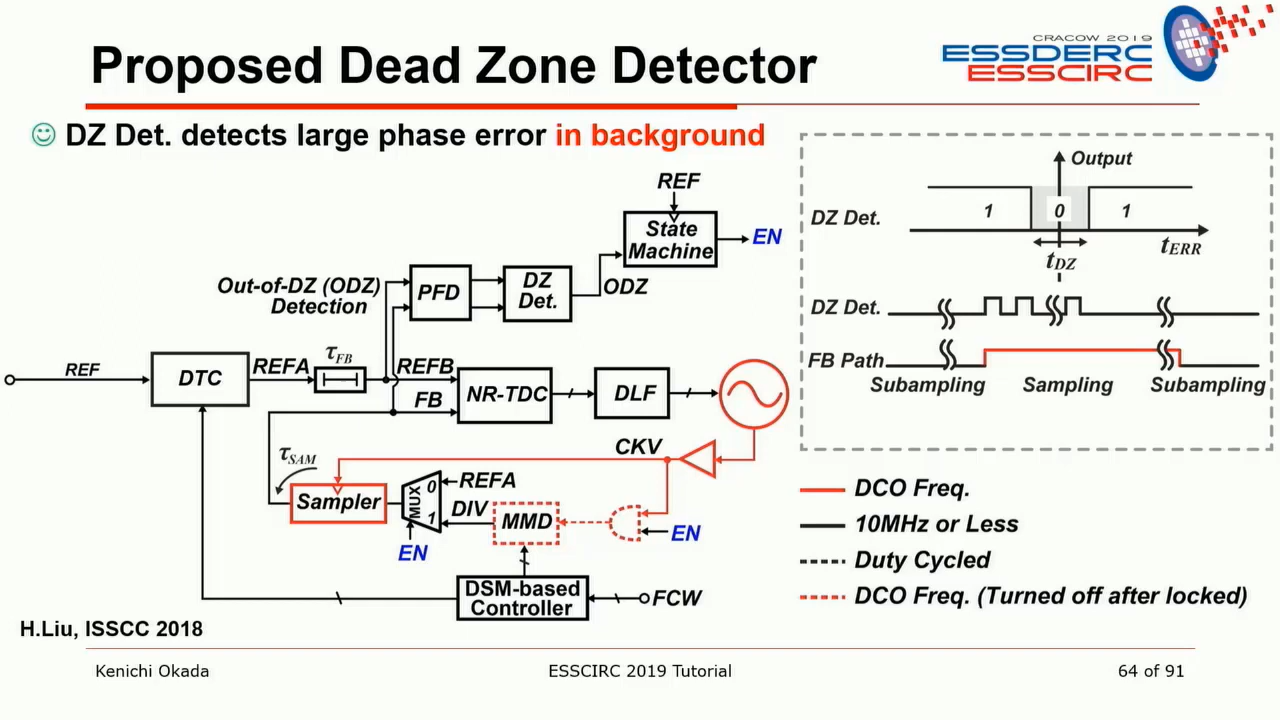 Proposed Dead Zone Detector
CRACOW 2019
ESSDERC
ESSCIRC
DZ Det. detects large phase error in background
REF
State
Machine
EN
Out-of-DZ (ODZ)
Detection
PFD
DZ
Det.
ODZ
REF
DTC
REFA
τFB
REFB
FB
NR-TDC
DLF
CKV
τSAM
Sampler
MUX
0
1
REFA
DIV
MMD
EN
EN
DSM-based
Controller
FCW
Output
DZ Det.
1
0
1
tERR
tDZ
DZ Det.
FB Path
Subampling
Sampling
Subampling
DCO Freq.
10MHz or Less
Duty Cycled
DCO Freq. (Turned off after locked)
H.Liu, ISSCC 2018
Kenichi Okada
ESSCIRC 2019 Tutorial
64 of 91